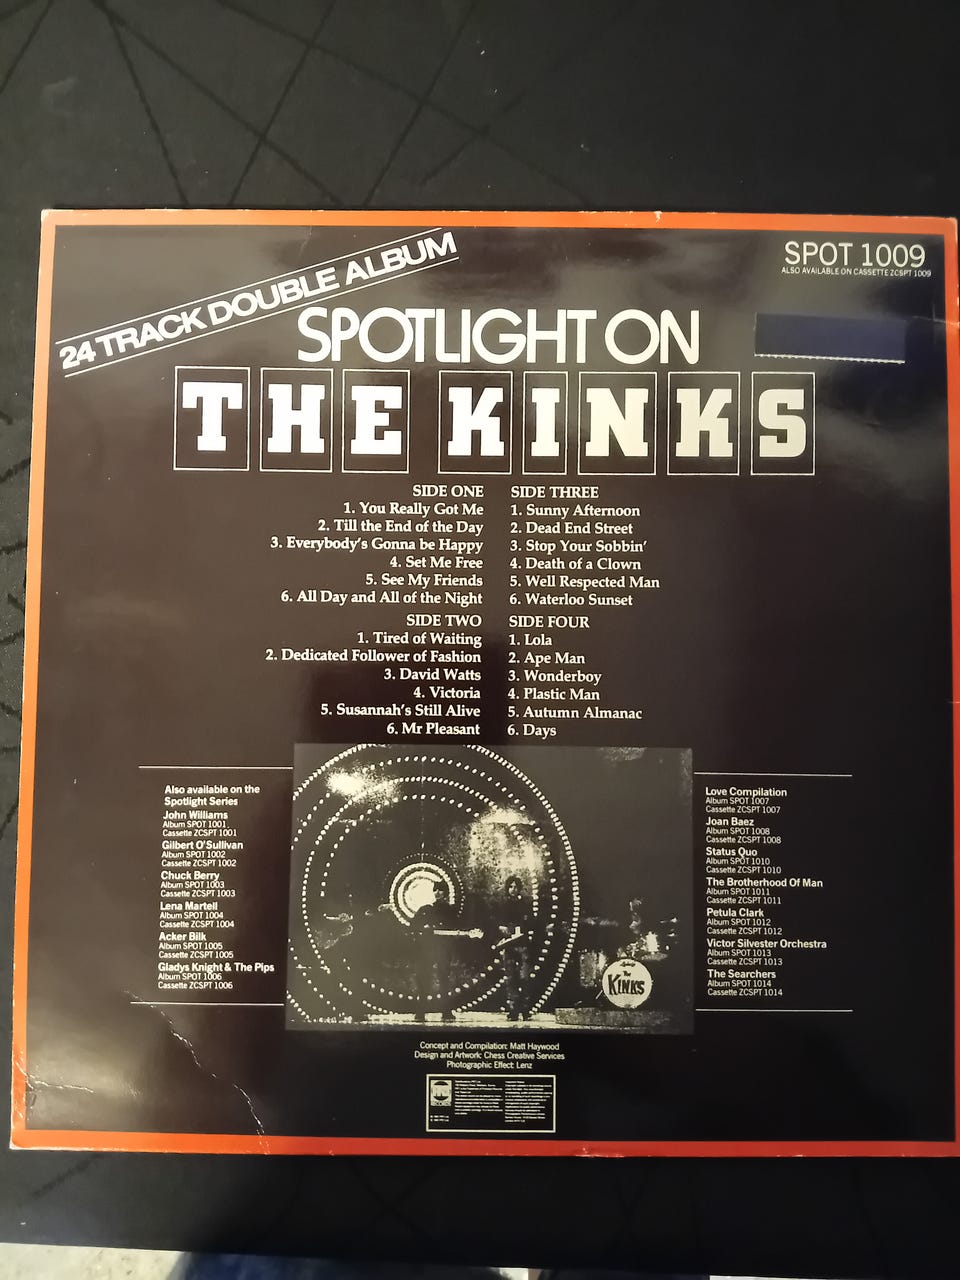 24 TRACK DOUBLE ALBUM
SPOT 1009
ALSO AVAILABLE ON CASSETTE ZCSPT 1009
SPOTLIGHT ON
THE KINKS
SIDE ONE
1. You Really Got Me
2. Till the End of the Day
3. Everybody's Gonna be Happy
4. Set Me Free
5. See My Friends
6. All Day and All of the Night
SIDE TWO
1. Tired of Waiting
2. Dedicated Follower of Fashion
3. David Watts
4. Victoria
5. Susannah's Still Alive
6. Mr Pleasant
SIDE THREE
1. Sunny Afternoon
2. Dead End Street
3. Stop Your Sobbin'
4. Death of a Clown
5. Well Respected Man
6. Waterloo Sunset
SIDE FOUR
1. Lola
2. Ape Man
3. Wonderboy
4. Plastic Man
5. Autumn Almanac
6. Days
Also available on the
Spotlight Series
John Williams
Album SPOT 1001
Cassette ZCSPT 1001
Gilbert O'Sullivan
Album SPOT 1002
Cassette ZCSPT 1002
Chuck Berry
Album SPOT 1003
Cassette ZCSPT 1003
Lena Martell
Album SPOT 1004
Cassette ZCSPT 1004
Acker Bilk
Album SPOT 1005
Cassette ZCSPT 1005
Gladys Knight & The Pips
Album SPOT 1006
Cassette ZCSPT 1006
Love Compilation
Album SPOT 1007
Cassette ZCSPT 1007
Joan Baez
Album SPOT 1008
Cassette ZCSPT 1008
Status Quo
Album SPOT 1010
Cassette ZCSPT 1010
The Brotherhood Of Man
Album SPOT 1011
Cassette ZCSPT 1011
Petula Clark
Album SPOT 1012
Cassette ZCSPT 1012
Victor Silvester Orchestra
Album SPOT 1013
Cassette ZCSPT 1013
The Searchers
Album SPOT 1014
Cassette ZCSPT 1014
The
KINKS
Concept and Compilation: Matt Haywood
Design and Artwork: Chess Creative Services
Photographic Effect: Lenz